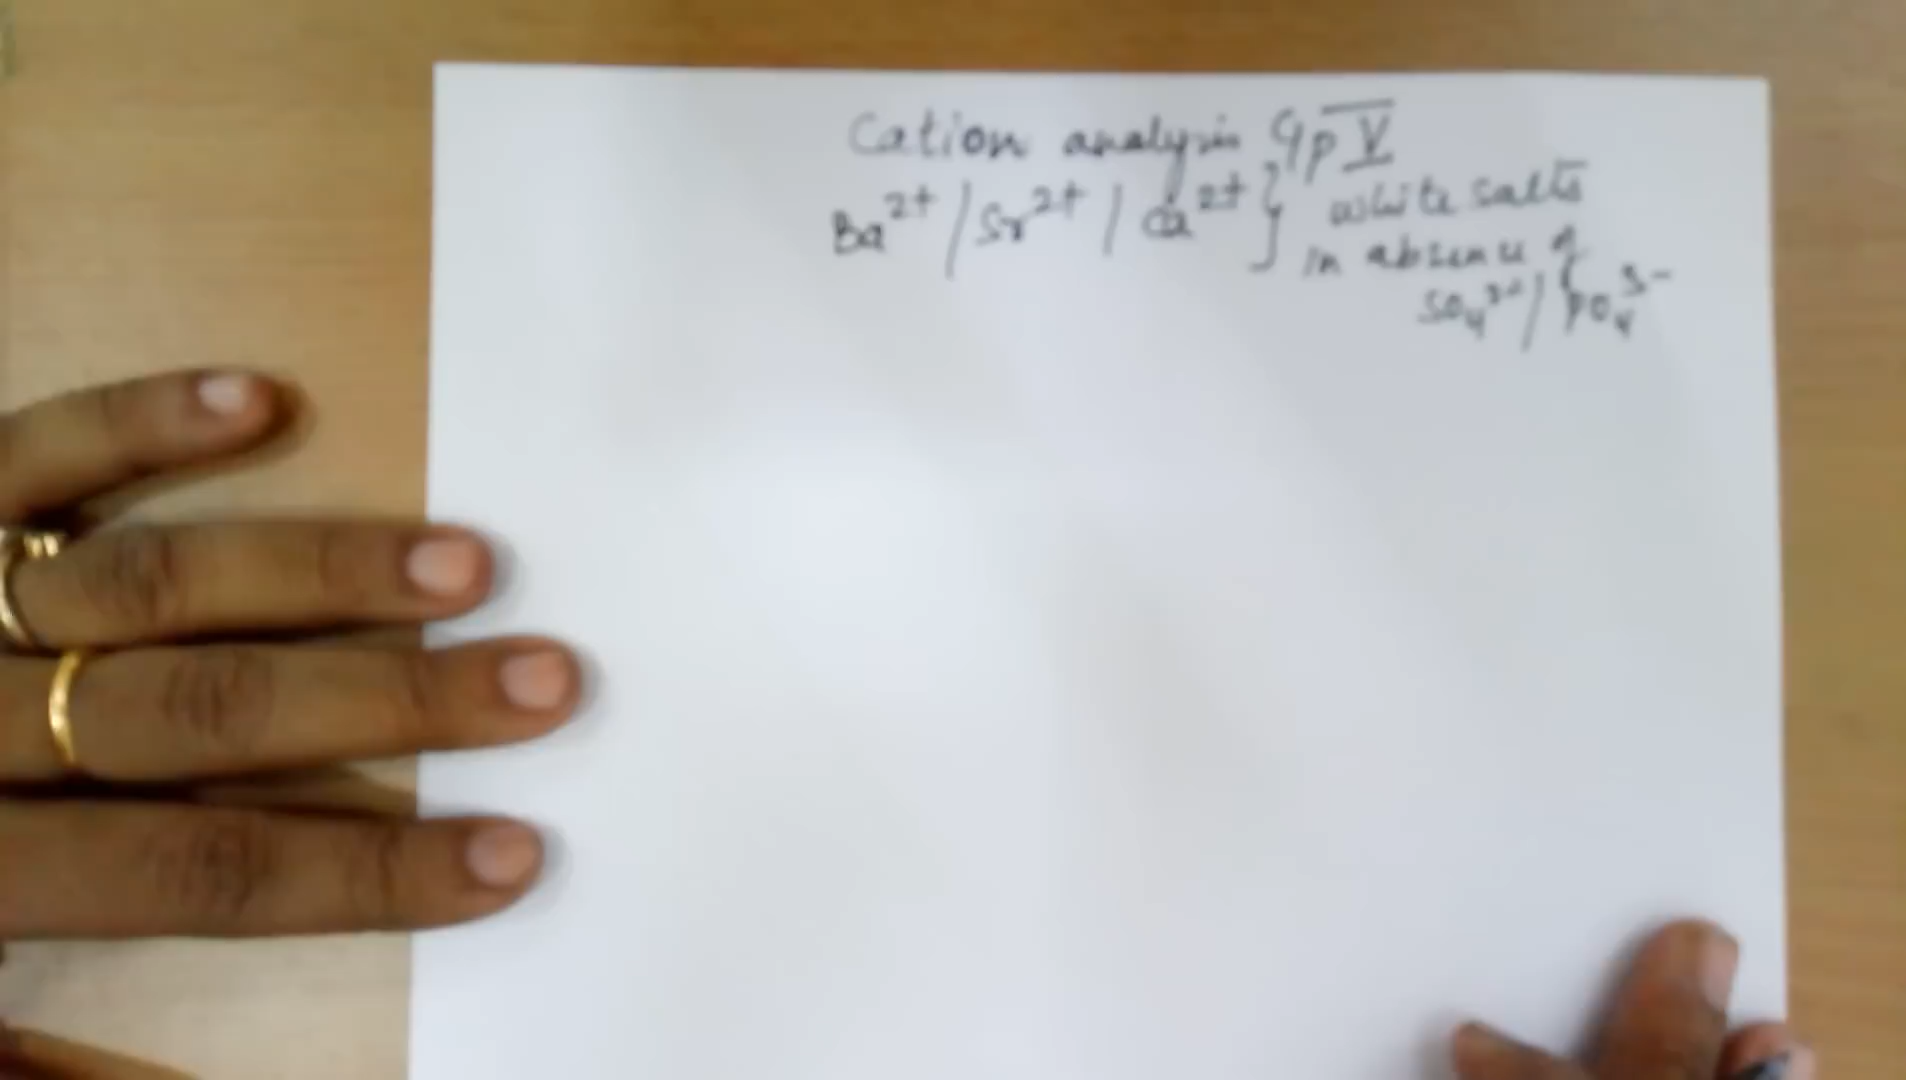 Cation analysis Gp V
Ba²⁺ / Sr²⁺ / Ca²⁺ } white salts
in absence of
SO₄²⁻ / PO₄³⁻